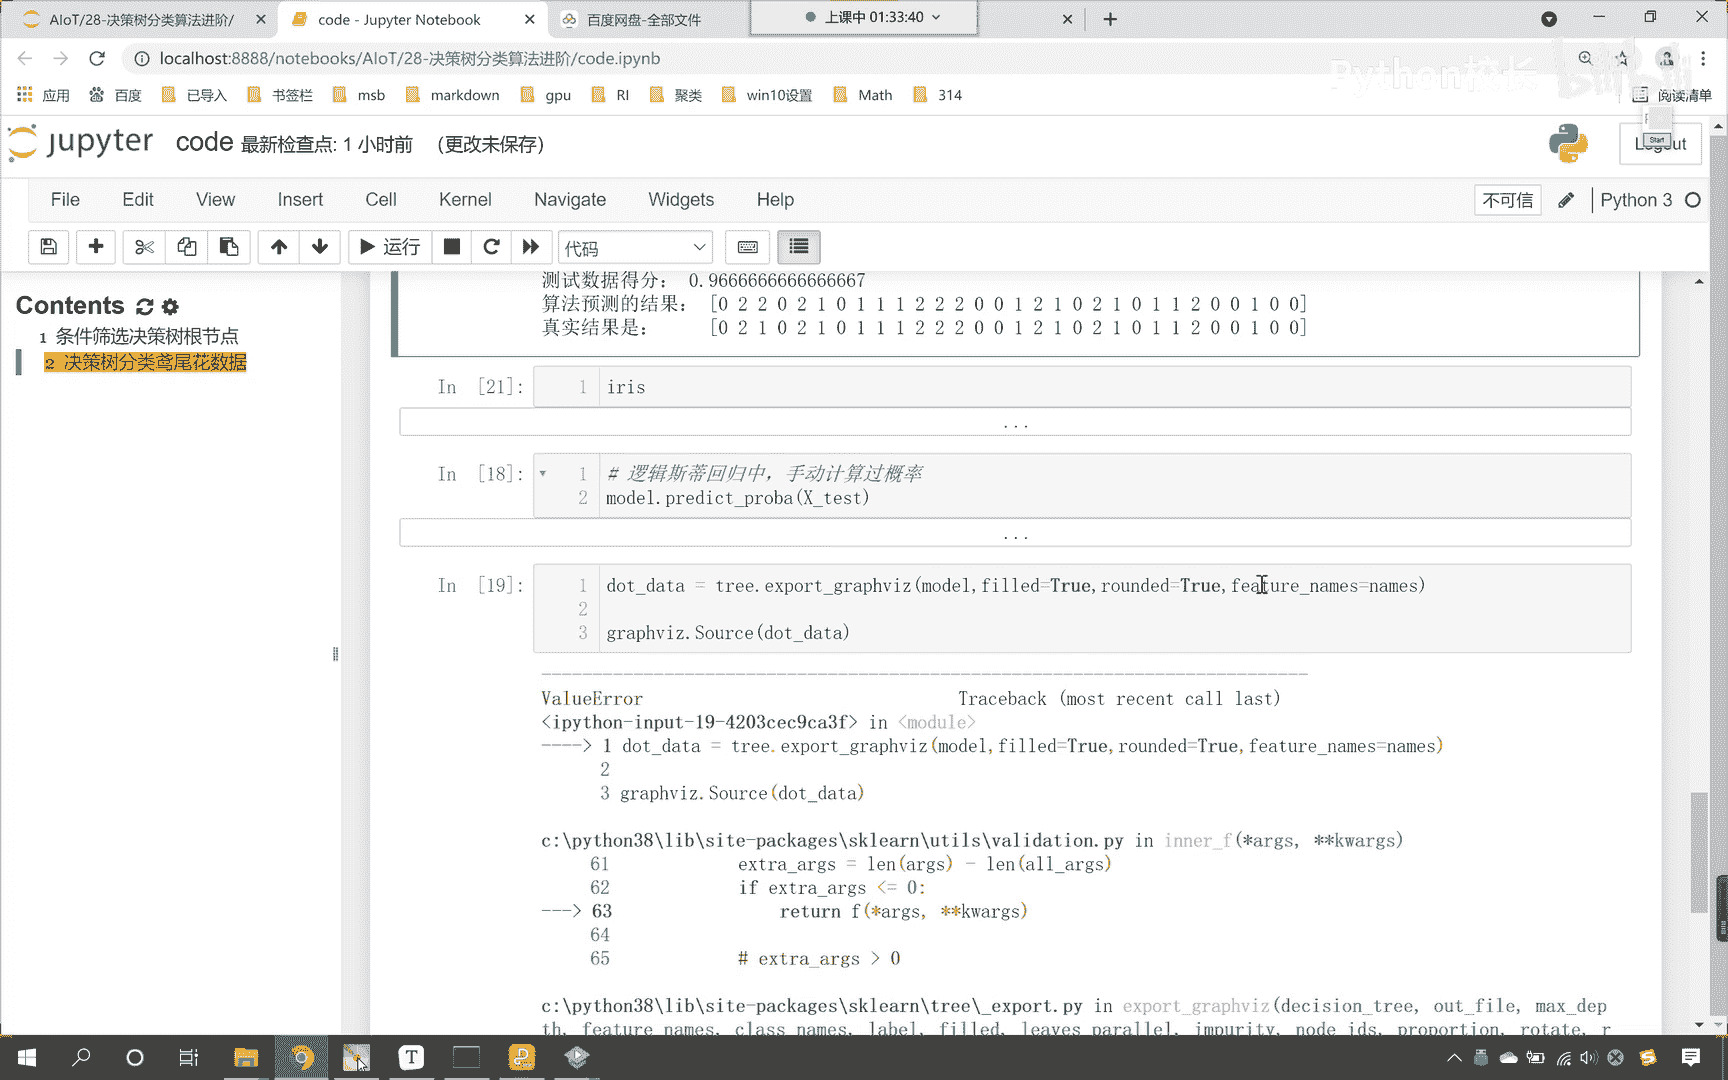 AIoT/28-决策树分类算法进阶/
code - Jupyter Notebook
百度网盘-全部文件
上课中 01:33:40
localhost:8888/notebooks/AIoT/28-决策树分类算法进阶/code.ipynb
应用 百度 已导入 书签栏 msb markdown gpu RI 聚类 win10设置 Math 314 阅读清单
jupyter code 最新检查点: 1 小时前 (更改未保存)
Start
Logout
File Edit View Insert Cell Kernel Navigate Widgets Help 不可信 Python 3
运行 代码
Contents
1 条件筛选决策树根节点
2 决策树分类鸢尾花数据
测试数据得分: 0.9666666666666667
算法预测的结果: [0 2 2 0 2 1 0 1 1 1 2 2 2 0 0 1 2 1 0 2 1 0 1 1 2 0 0 1 0 0]
真实结果是: [0 2 1 0 2 1 0 1 1 1 2 2 2 0 0 1 2 1 0 2 1 0 1 1 2 0 0 1 0 0]
In [21]: 1 iris
...
In [18]: 1 # 逻辑斯蒂回归中，手动计算过概率
2 model.predict_proba(X_test)
...
In [19]: 1 dot_data = tree.export_graphviz(model,filled=True,rounded=True,feature_names=names)
2
3 graphviz.Source(dot_data)
---------------------------------------------------------------------------
ValueError Traceback (most recent call last)
<ipython-input-19-4203cec9ca3f> in <module>
----> 1 dot_data = tree.export_graphviz(model,filled=True,rounded=True,feature_names=names)
2
3 graphviz.Source(dot_data)
c:\python38\lib\site-packages\sklearn\utils\validation.py in inner_f(*args, **kwargs)
61 extra_args = len(args) - len(all_args)
62 if extra_args <= 0:
---> 63 return f(*args, **kwargs)
64
65 # extra_args > 0
c:\python38\lib\site-packages\sklearn\tree\_export.py in export_graphviz(decision_tree, out_file, max_dep
th, feature_names, class_names, label, filled, leaves_parallel, impurity, node_ids, proportion, rotate, r